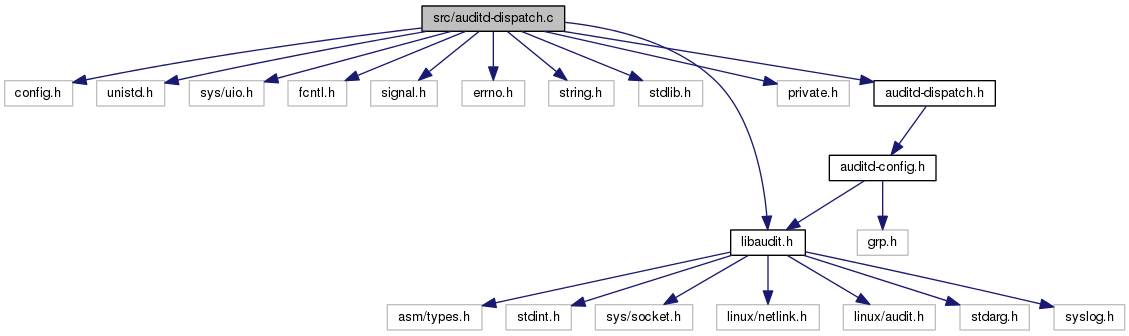 src/auditd-dispatch.c
config.h
unistd.h
sys/uio.h
fcntl.h
signal.h
errno.h
string.h
stdlib.h
private.h
auditd-dispatch.h
auditd-config.h
libaudit.h
grp.h
asm/types.h
stdint.h
sys/socket.h
linux/netlink.h
linux/audit.h
stdarg.h
syslog.h